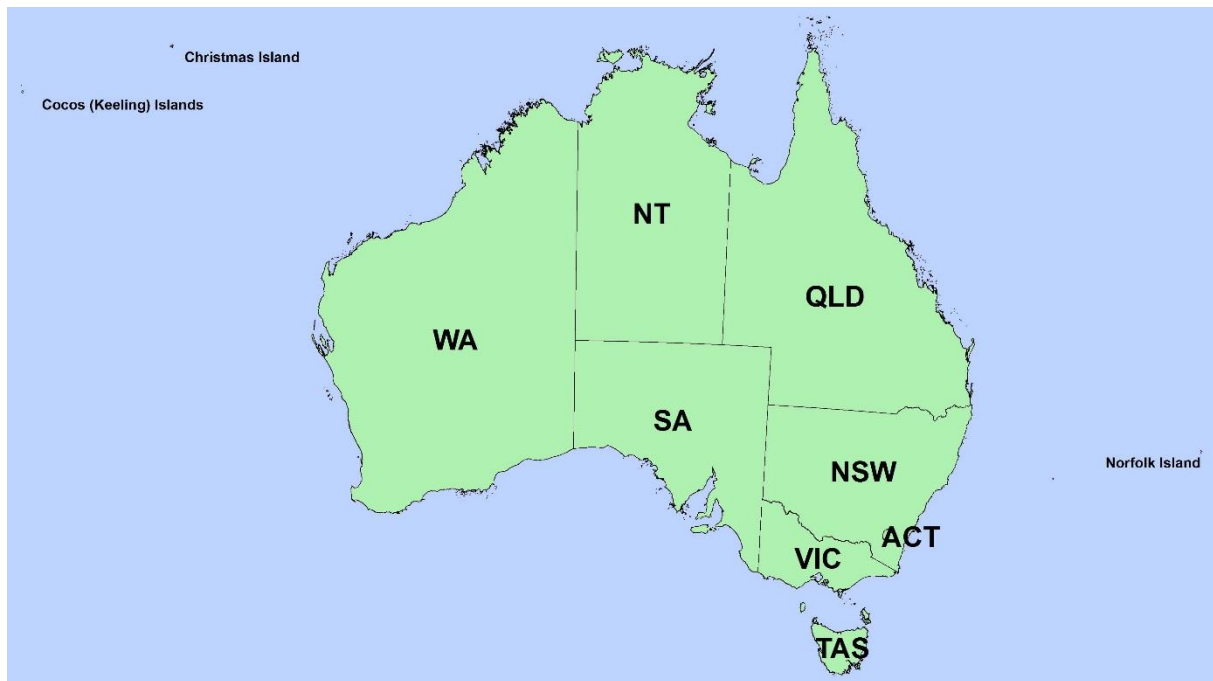 Christmas Island
Cocos (Keeling) Islands
NT
QLD
WA
SA
Norfolk Island
NSW
ACT
VIC
TAS